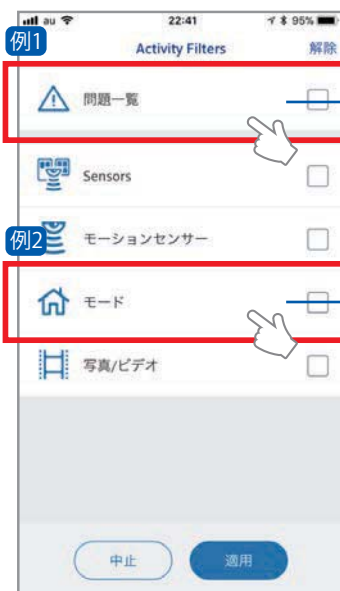 au 22:41 95%
例1
Activity Filters 解除
問題一覧
Sensors
例2
モーションセンサー
モード
写真/ビデオ
中止 適用